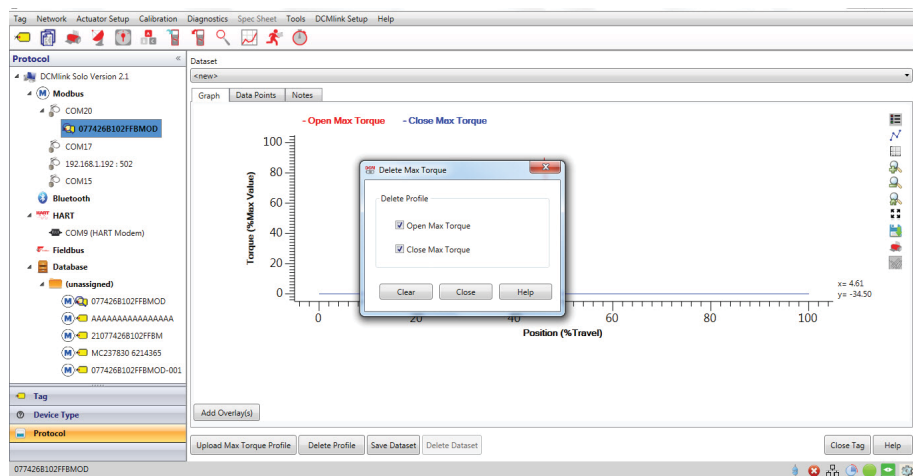 Tag Network Actuator Setup Calibration Diagnostics Spec Sheet Tools DCMlink Setup Help
Protocol «
Dataset
DCMlink Solo Version 2.1
<new>
M Modbus
Graph Data Points Notes
COM20
- Open Max Torque - Close Max Torque
077426B102FFBMOD
COM17
192.168.1.192 : 502
COM15
Bluetooth
HART HART
COM9 (HART Modem)
Fieldbus
Database
(unassigned)
M 077426B102FFBMOD
M AAAAAAAAAAAAAAAA
M 21077426B102FFBM
M MC237830 6214365
M 077426B102FFBMOD-001
Torque (%Max Value)
100
80
60
40
20
0
Delete Max Torque
Delete Profile
Open Max Torque
Close Max Torque
Clear Close Help
x= 4.61
y= -34.50
0 20 40 60 80 100
Position (%Travel)
Tag
Device Type
Protocol
Add Overlay(s)
Upload Max Torque Profile Delete Profile Save Dataset Delete Dataset Close Tag Help
077426B102FFBMOD